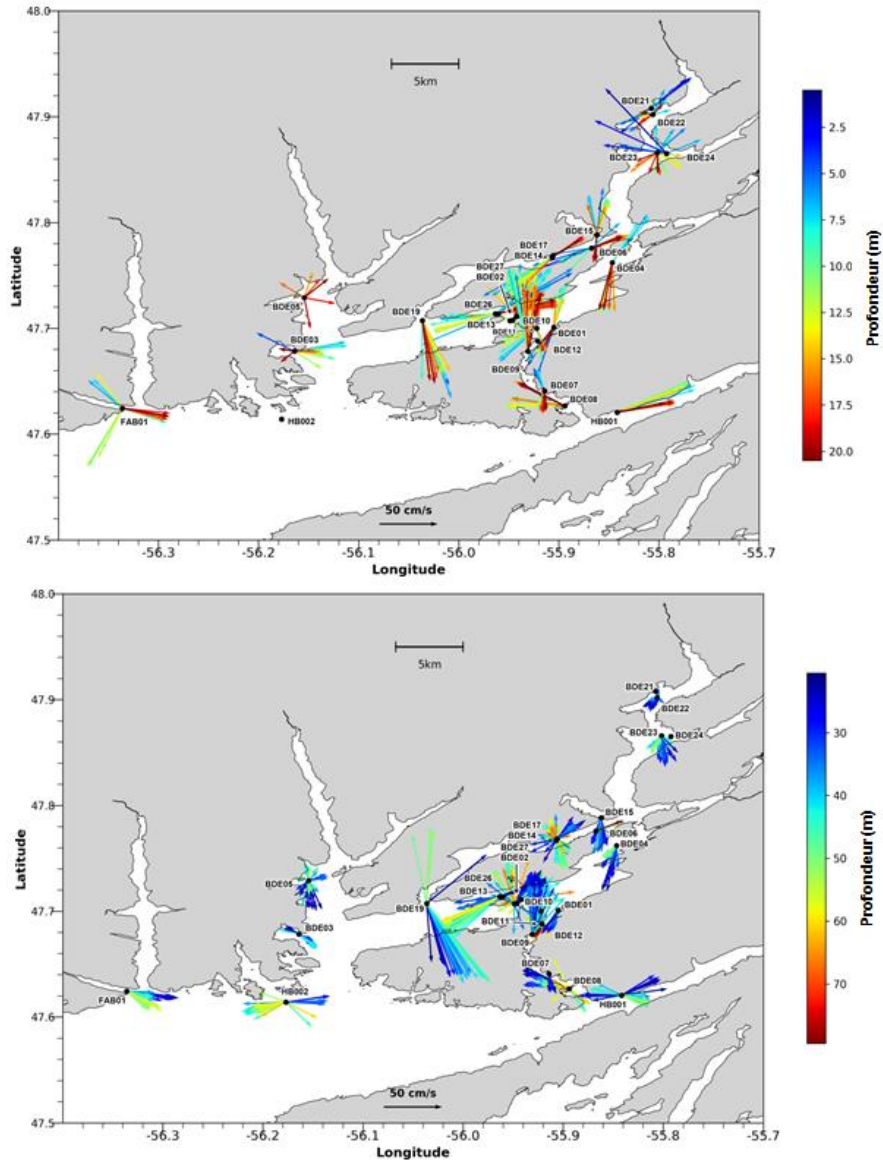 48.0
5km
BDE21
47.9
BDE22
BDE23
BDE24
47.8
BDE15
BDE17
BDE14
BDE06
BDE27
BDE04
BDE02
BDE05
BDE26
BDE19
47.7
BDE13
BDE10
BDE11
BDE01
BDE03
BDE12
BDE09
BDE07
BDE08
47.6
FAB01
HB002
HB001
50 cm/s
47.5
-56.3
-56.2
-56.1
-56.0
-55.9
-55.8
-55.7
Longitude
Latitude
2.5
5.0
7.5
10.0
12.5
15.0
17.5
20.0
Profondeur (m)
48.0
5km
BDE21
47.9
BDE22
BDE23
BDE24
47.8
BDE15
BDE17
BDE14
BDE06
BDE27
BDE04
BDE02
BDE05
BDE26
BDE13
BDE19
47.7
BDE10
BDE01
BDE11
BDE03
BDE12
BDE09
BDE07
BDE08
47.6
FAB01
HB002
HB001
50 cm/s
47.5
-56.3
-56.2
-56.1
-56.0
-55.9
-55.8
-55.7
Longitude
Latitude
30
40
50
60
70
Profondeur (m)